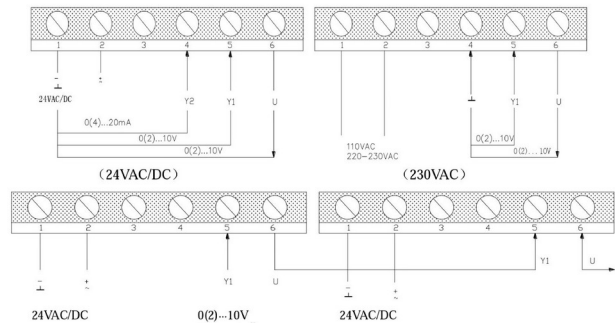 1 2 3 4 5 6
24VAC/DC
Y2 Y1 U
0(4)...20mA
0(2)...10V
0(2)...10V
(24VAC/DC)
1 2 3 4 5 6
110VAC
220-230VAC
Y1 U
0(2)...10V
0(2)...10V
(230VAC)
1 2 3 4 5 6
Y1 U
24VAC/DC
0(2)...10V
1 2 3 4 5 6
Y1 U
24VAC/DC